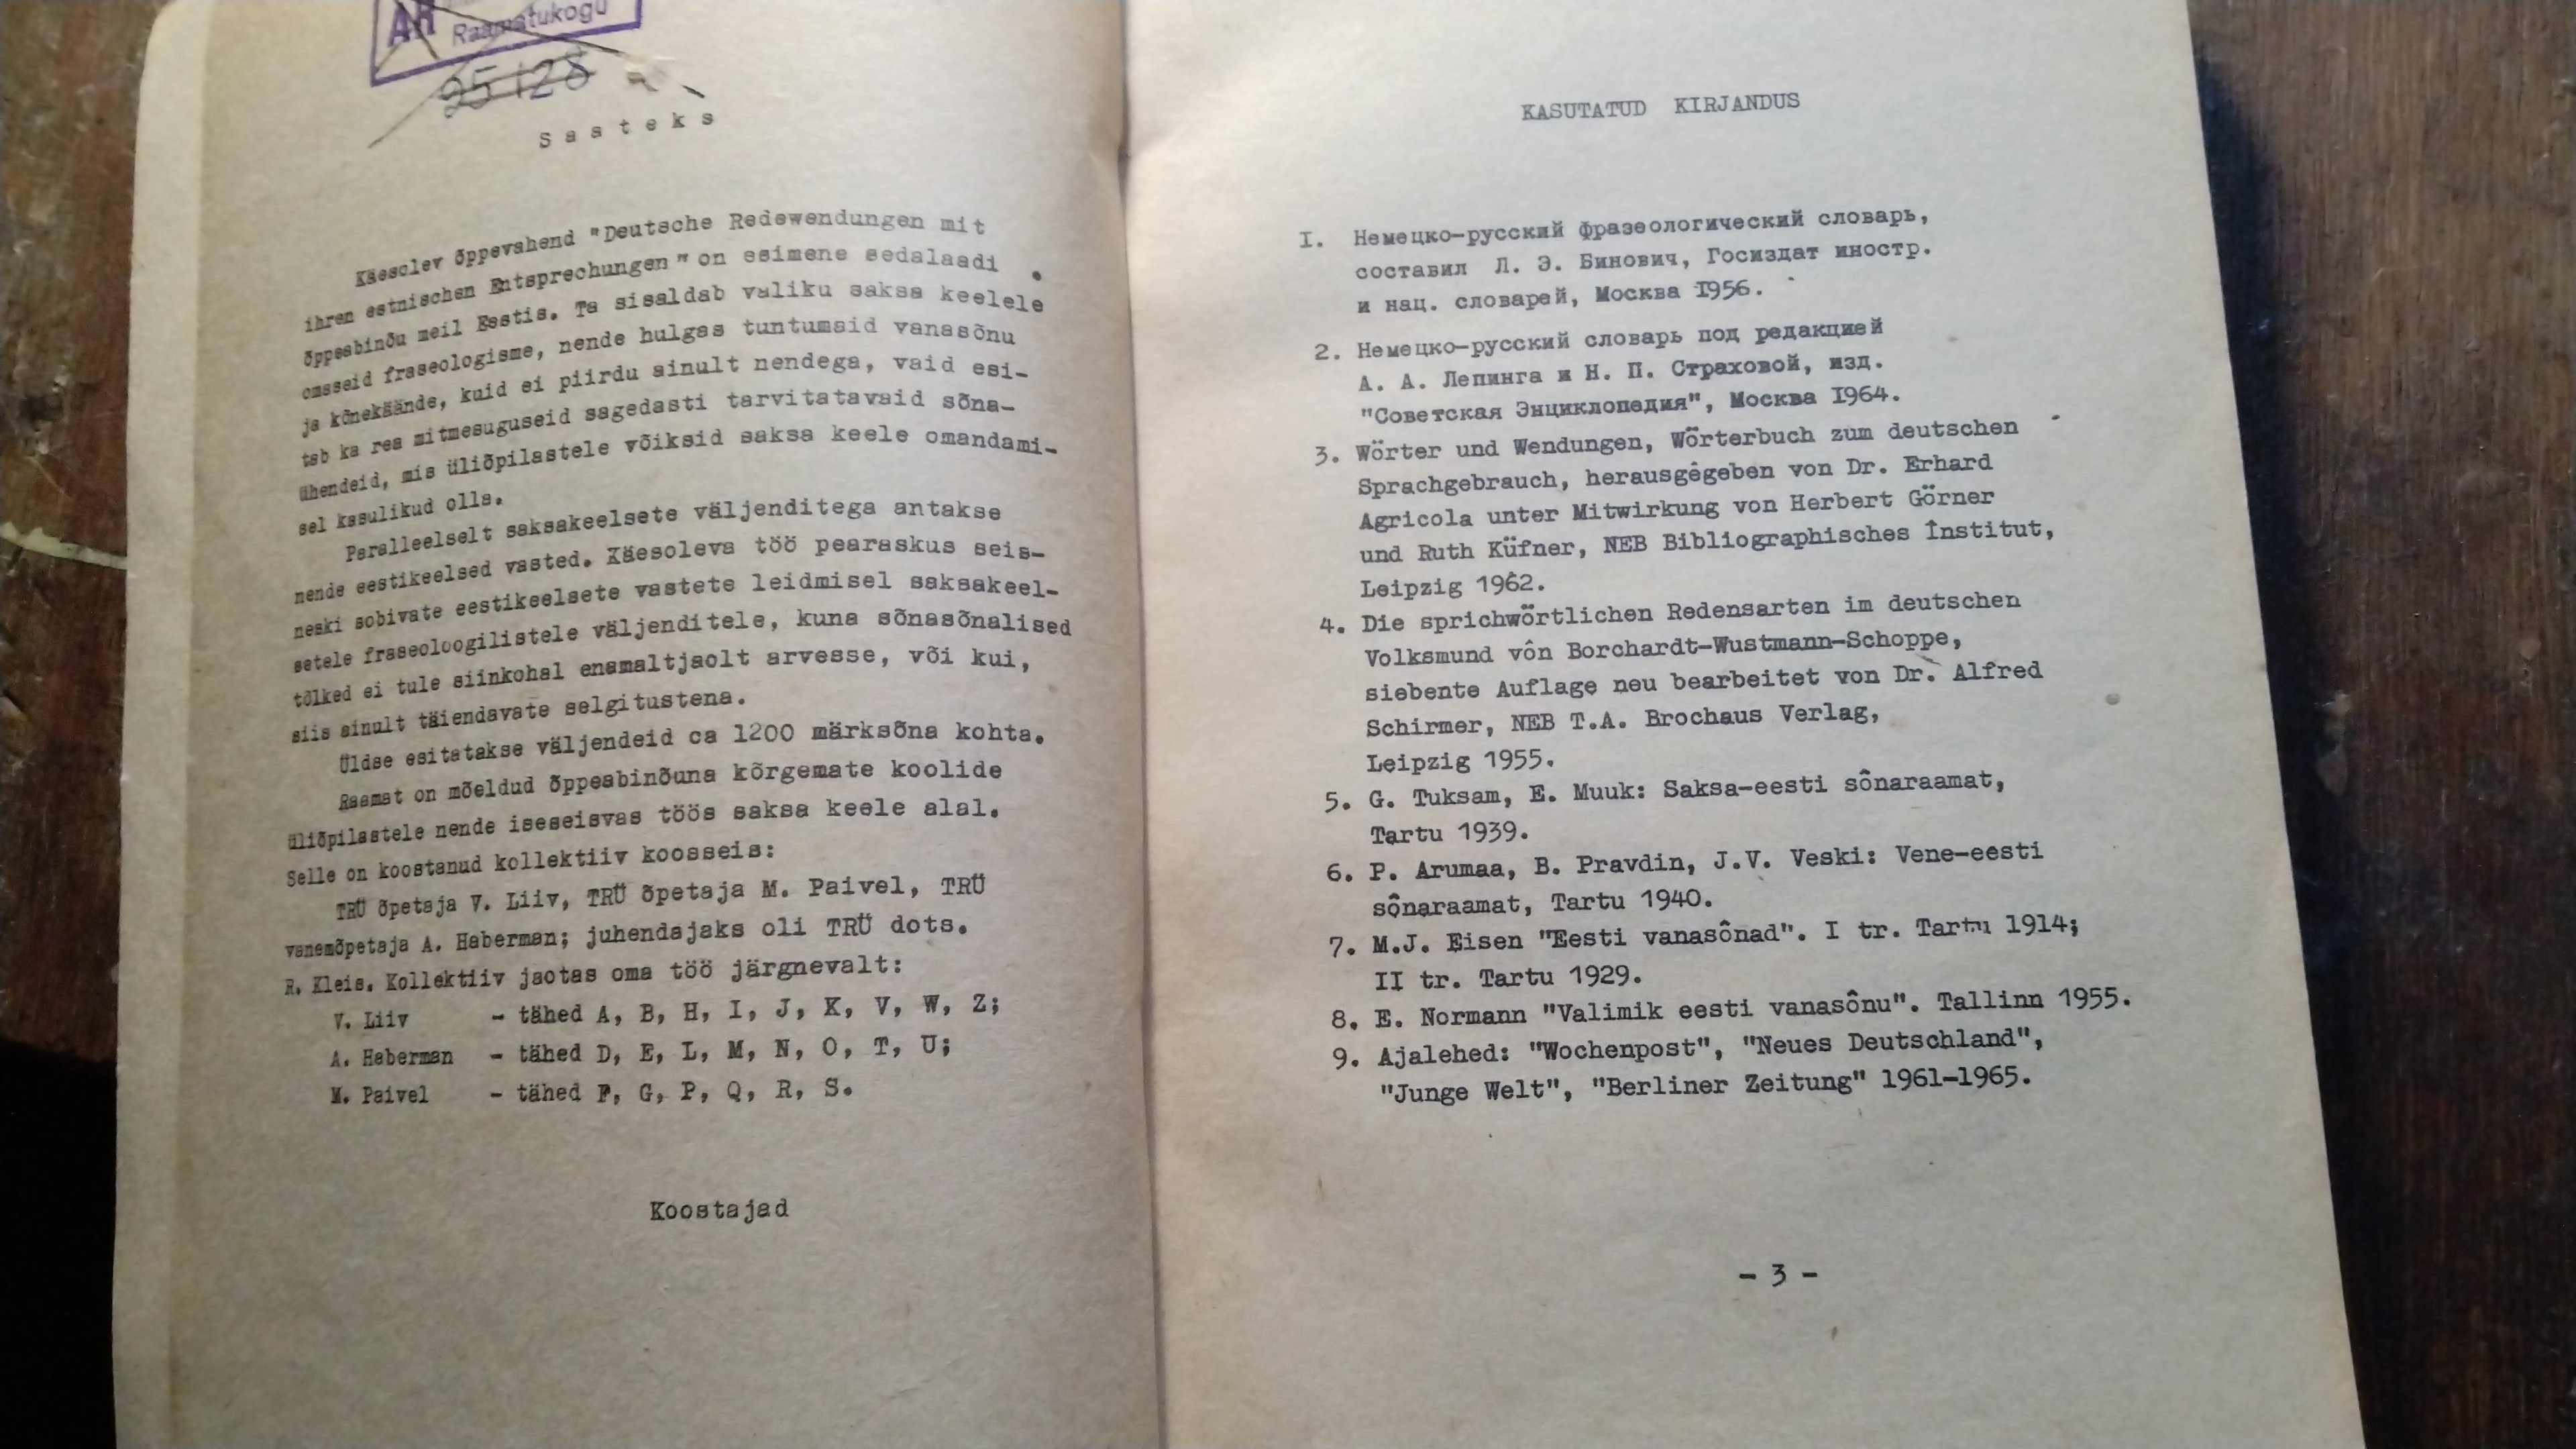 AR
Raamatukogu
25128
Saateks
Käesolev õppevahend "Deutsche Redewendungen mit
ihren estnischen Entsprechungen" on esimene sedalaadi
õppeabinõu meil Eestis. Ta sisaldab valiku saksa keelele
omaseid fraseologisme, nende hulgas tuntumaid vanasõnu
ja kõnekäände, kuid ei piirdu ainult nendega, vaid esi-
tab ka rea mitmesuguseid sagedasti tarvitatavaid sõna-
ühendeid, mis üliõpilastele võiksid saksa keele omandami-
sel kasulikud olla.
Paralleelselt saksakeelsete väljenditega antakse
nende eestikeelsed vasted. Käesoleva töö pearaskus seis-
neski sobivate eestikeelsete vastete leidmisel saksakeel-
setele fraseoloogilistele väljenditele, kuna sõnasõnalised
tõlked ei tule siinkohal enamaltjaolt arvesse, või kui,
siis ainult täiendavate selgitustena.
Üldse esitatakse väljendeid ca 1200 märksõna kohta.
Raamat on mõeldud õppeabinõuna kõrgemate koolide
üliõpilastele nende iseseisvas töös saksa keele alal.
Selle on koostanud kollektiiv koosseis:
TRÜ õpetaja V. Liiv, TRÜ õpetaja M. Paivel, TRÜ
vanemõpetaja A. Haberman; juhendajaks oli TRÜ dots.
R. Kleis. Kollektiiv jaotas oma töö järgnevalt:
V. Liiv - tähed A, B, H, I, J, K, V, W, Z;
A. Haberman - tähed D, E, L, M, N, O, T, U;
M. Paivel - tähed F, G, P, Q, R, S.
Koostajad
KASUTATUD KIRJANDUS
I. Немецко-русский фразеологический словарь,
составил Л. Э. Бинович, Госиздат иностр.
и нац. словарей, Москва 1956.
2. Немецко-русский словарь под редакцией
А. А. Лепинга и Н. П. Страховой, изд.
"Советская Энциклопедия", Москва 1964.
3. Wörter und Wendungen, Wörterbuch zum deutschen
Sprachgebrauch, herausgêgeben von Dr. Erhard
Agricola unter Mitwirkung von Herbert Görner
und Ruth Küfner, NEB Bibliographisches Înstitut,
Leipzig 1962.
4. Die sprichwörtlichen Redensarten im deutschen
Volksmund vôn Borchardt-Wustmann-Schoppe,
siebente Auflage neu bearbeitet von Dr. Alfred
Schirmer, NEB T.A. Brochaus Verlag,
Leipzig 1955.
5. G. Tuksam, E. Muuk: Saksa-eesti sônaraamat,
Tartu 1939.
6. P. Arumaa, B. Pravdin, J.V. Veski: Vene-eesti
sônaraamat, Tartu 1940.
7. M.J. Eisen "Eesti vanasônad". I tr. Tartu 1914;
II tr. Tartu 1929.
8. E. Normann "Valimik eesti vanasônu". Tallinn 1955.
9. Ajalehed: "Wochenpost", "Neues Deutschland",
"Junge Welt", "Berliner Zeitung" 1961-1965.
- 3 -